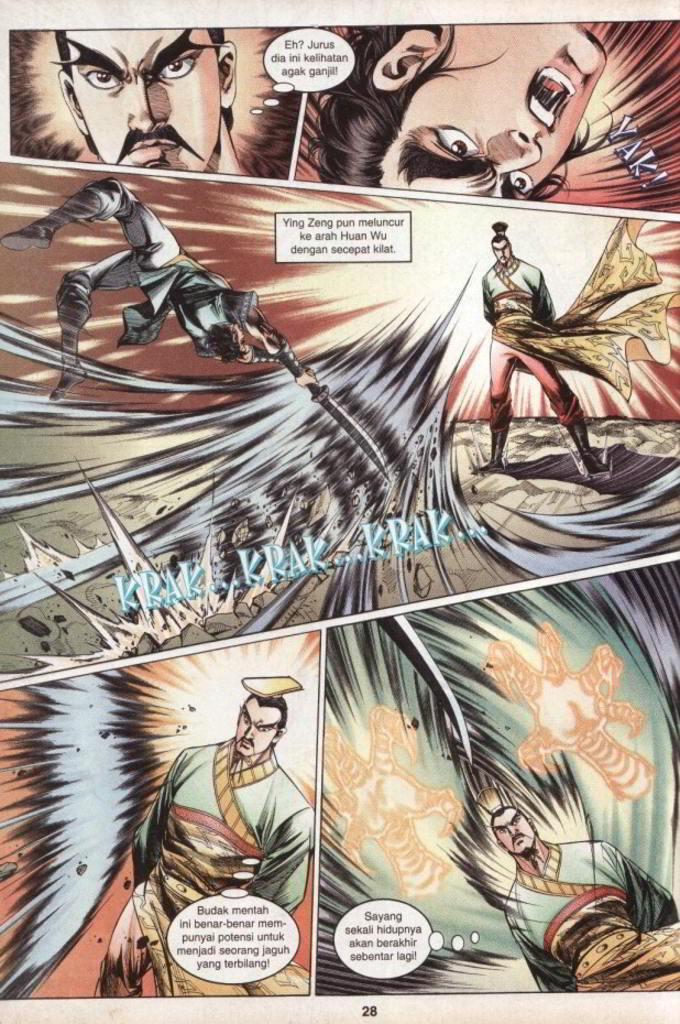 Eh? Jurus
dia ini kelihatan
agak ganjil!
YAK!
Ying Zeng pun meluncur
ke arah Huan Wu
dengan secepat kilat.
KRAK...KRAK...KRAK...
Budak mentah
ini benar-benar mem-
punyai potensi untuk
menjadi seorang jaguh
yang terbilang!
Sayang
sekali hidupnya
akan berakhir
sebentar lagi!
28